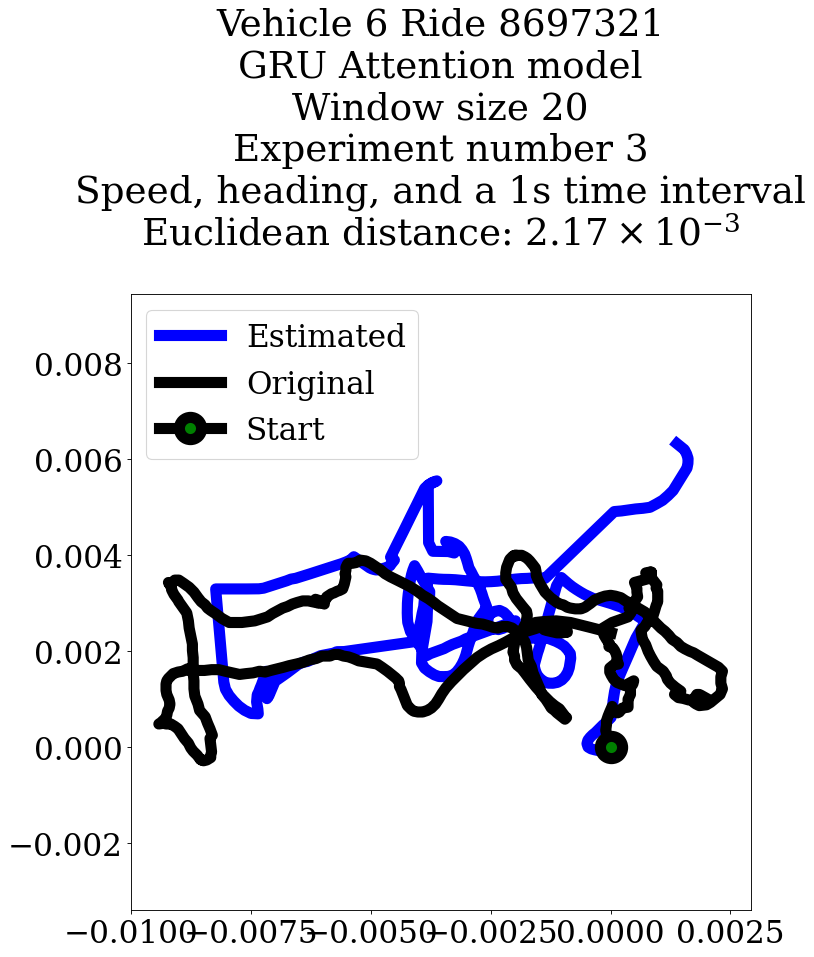 Vehicle 6 Ride 8697321
GRU Attention model
Window size 20
Experiment number 3
Speed, heading, and a 1s time interval
Euclidean distance: 2.17 × 10⁻³
Estimated
Original
Start
0.008
0.006
0.004
0.002
0.000
−0.002
−0.0100 −0.0075 −0.0050 −0.0025 0.0000 0.0025